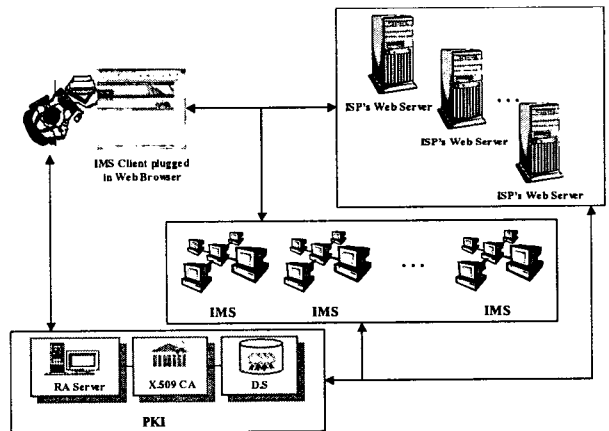 ISP's Web Server
ISP's Web Server
ISP's Web Server
...
IMS Client plugged
in Web Browser
...
IMS
IMS
IMS
RA Server
X.509 CA
D.S
PKI